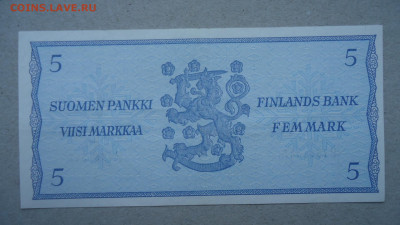 COINS.LAVE.RU
5 5
SUOMEN PANKKI FINLANDS BANK
VIISI MARKKAA FEM MARK
5 5